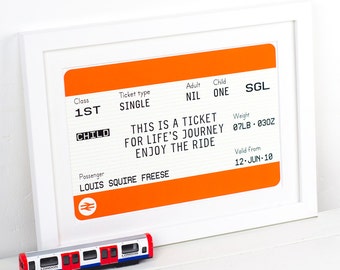 Class Ticket type Adult Child
1ST SINGLE NIL ONE SGL
CHILD
THIS IS A TICKET
FOR LIFE'S JOURNEY
ENJOY THE RIDE
Weight
07LB·03OZ
Valid From
12·JUN·10
Passenger
LOUIS SQUIRE FREESE